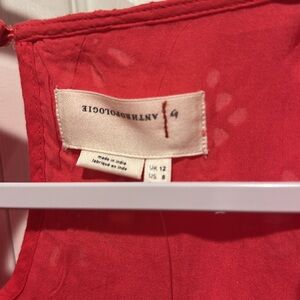 ANTHROPOLOGIE
made in India
fabriqué en Inde
UK 12
US 8